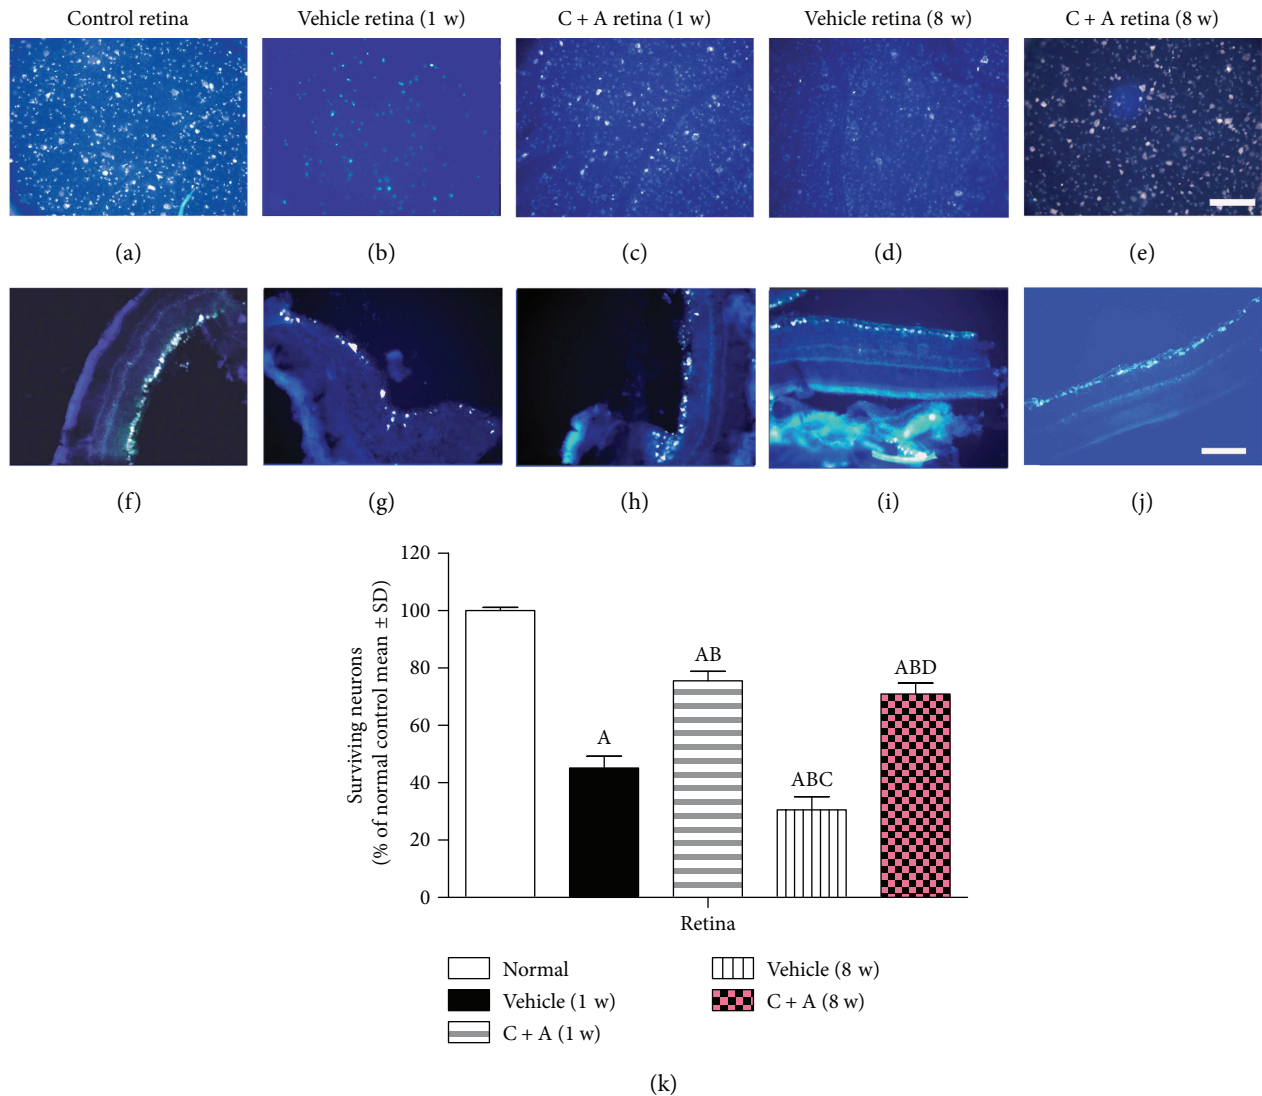 Control retina
Vehicle retina (1 w)
C + A retina (1 w)
Vehicle retina (8 w)
C + A retina (8 w)
(a)
(b)
(c)
(d)
(e)
(f)
(g)
(h)
(i)
(j)
Surviving neurons
(% of normal control mean ± SD)
120
100
80
60
40
20
0
A
AB
ABC
ABD
Retina
Normal
Vehicle (1 w)
C + A (1 w)
Vehicle (8 w)
C + A (8 w)
(k)